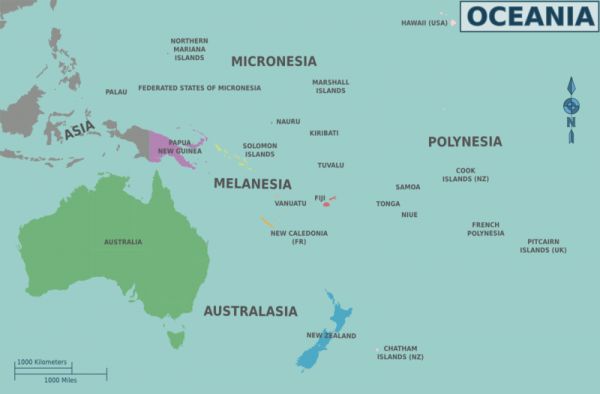 OCEANIA
HAWAII (USA)
NORTHERN
MARIANA
ISLANDS
MICRONESIA
PALAU
FEDERATED STATES OF MICRONESIA
MARSHALL
ISLANDS
ASIA
NAURU
KIRIBATI
N
PAPUA
NEW GUINEA
SOLOMON
ISLANDS
POLYNESIA
TUVALU
COOK
ISLANDS (NZ)
MELANESIA
SAMOA
VANUATU
FIJI
TONGA
NIUE
NEW CALEDONIA
(FR)
FRENCH
POLYNESIA
PITCAIRN
ISLANDS (UK)
AUSTRALIA
AUSTRALASIA
NEW ZEALAND
CHATHAM
ISLANDS (NZ)
1000 Kilometers
1000 Miles